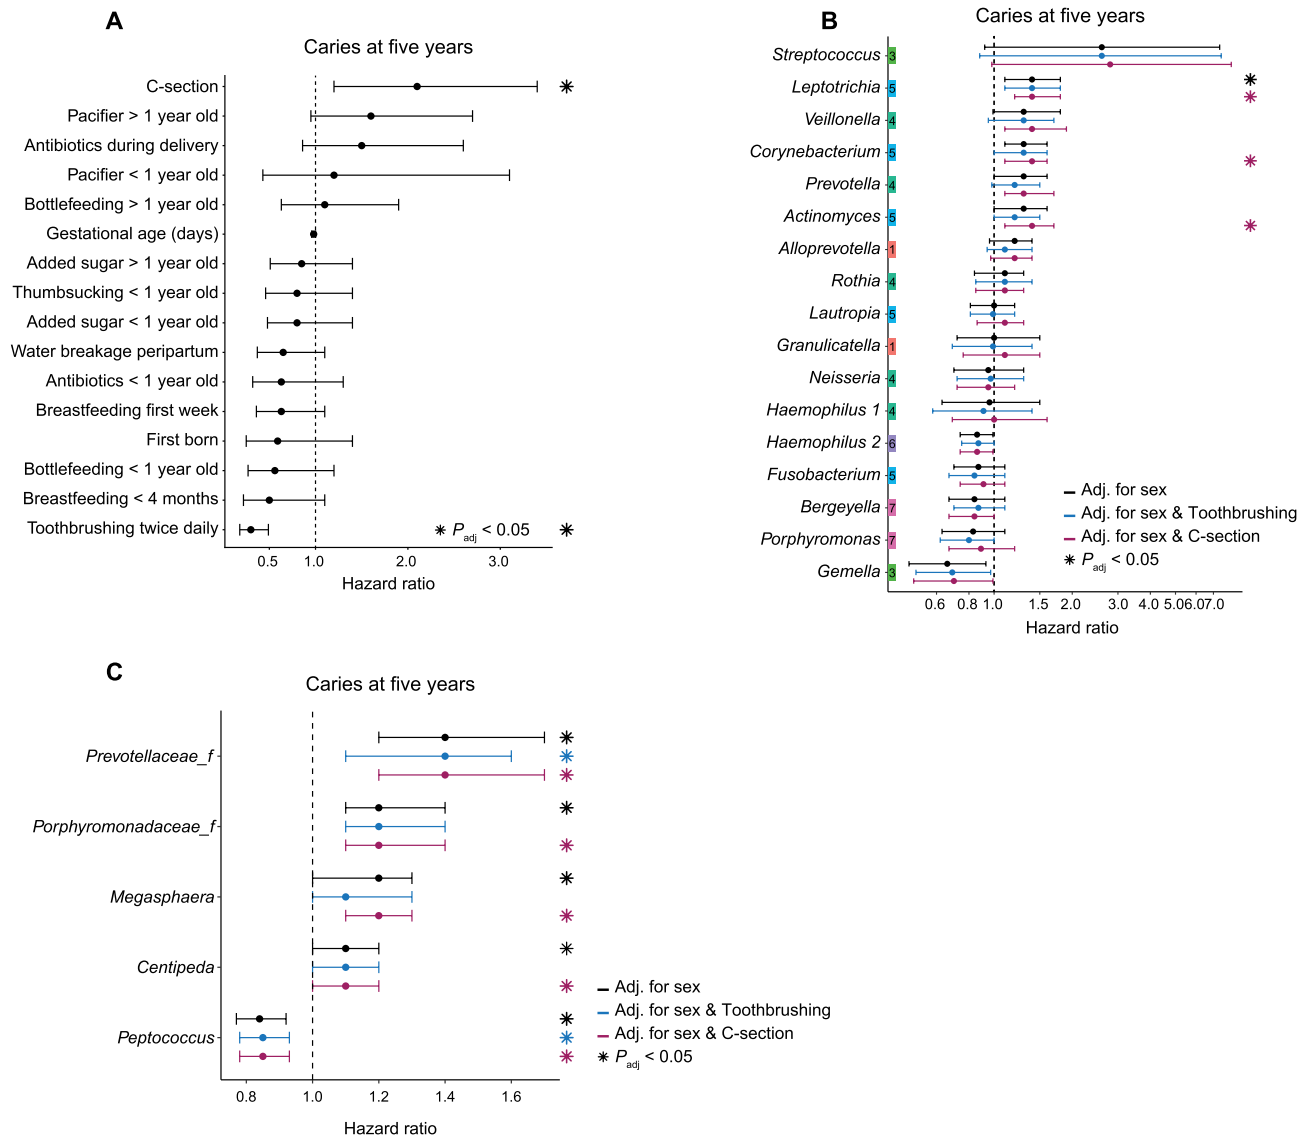 A
Caries at five years
C-section
Pacifier > 1 year old
Antibiotics during delivery
Pacifier < 1 year old
Bottlefeeding > 1 year old
Gestational age (days)
Added sugar > 1 year old
Thumbsucking < 1 year old
Added sugar < 1 year old
Water breakage peripartum
Antibiotics < 1 year old
Breastfeeding first week
First born
Bottlefeeding < 1 year old
Breastfeeding < 4 months
Toothbrushing twice daily
✳ Padj < 0.05
0.5 1.0 2.0 3.0
Hazard ratio
B
Caries at five years
Streptococcus 3
Leptotrichia 5
Veillonella 4
Corynebacterium 5
Prevotella 4
Actinomyces 5
Alloprevotella 1
Rothia 4
Lautropia 5
Granulicatella 1
Neisseria 4
Haemophilus 1 4
Haemophilus 2 6
Fusobacterium 5
Bergeyella 7
Porphyromonas 7
Gemella 3
Adj. for sex
Adj. for sex & Toothbrushing
Adj. for sex & C-section
✳ Padj < 0.05
0.6 0.8 1.0 1.5 2.0 3.0 4.0 5.06.07.0
Hazard ratio
C
Caries at five years
Prevotellaceae_f
Porphyromonadaceae_f
Megasphaera
Centipeda
Peptococcus
Adj. for sex
Adj. for sex & Toothbrushing
Adj. for sex & C-section
✳ Padj < 0.05
0.8 1.0 1.2 1.4 1.6
Hazard ratio